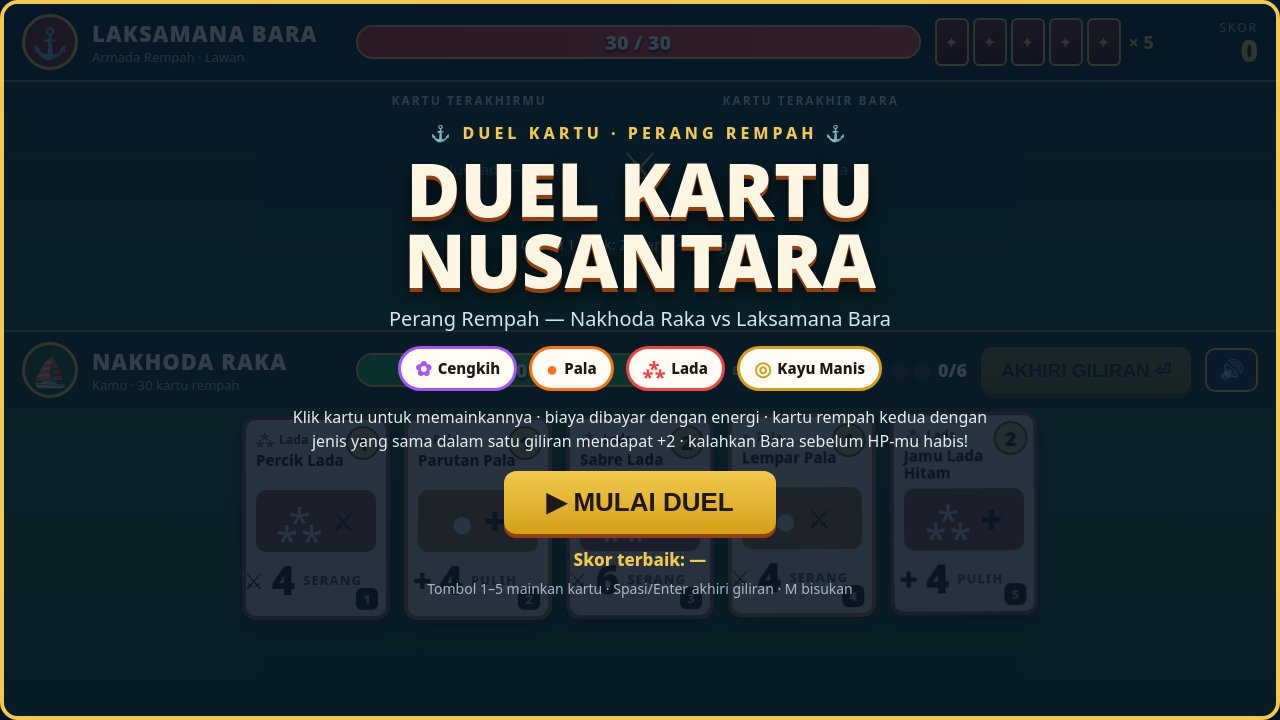 LAKSAMANA BARA
Armada Rempah · Lawan
30 / 30
× 5
SKOR
0
KARTU TERAKHIRMU
KARTU TERAKHIR BARA
⚓ DUEL KARTU · PERANG REMPAH ⚓
DUEL KARTU
NUSANTARA
Perang Rempah — Nakhoda Raka vs Laksamana Bara
NAKHODA RAKA
Kamu · 30 kartu rempah
Cengkih
Pala
Lada
Kayu Manis
0/6
AKHIRI GILIRAN ⏎
Klik kartu untuk memainkannya · biaya dibayar dengan energi · kartu rempah kedua dengan
jenis yang sama dalam satu giliran mendapat +2 · kalahkan Bara sebelum HP-mu habis!
Lada
2
Percik Lada
Parutan Pala
Sabre Lada
Lempar Pala
Jamu Lada
Hitam
▶ MULAI DUEL
Skor terbaik: —
4 SERANG
+ 4 PULIH
6 SERANG
4 SERANG
+ 4 PULIH
Tombol 1–5 mainkan kartu · Spasi/Enter akhiri giliran · M bisukan
1
2
3
4
5